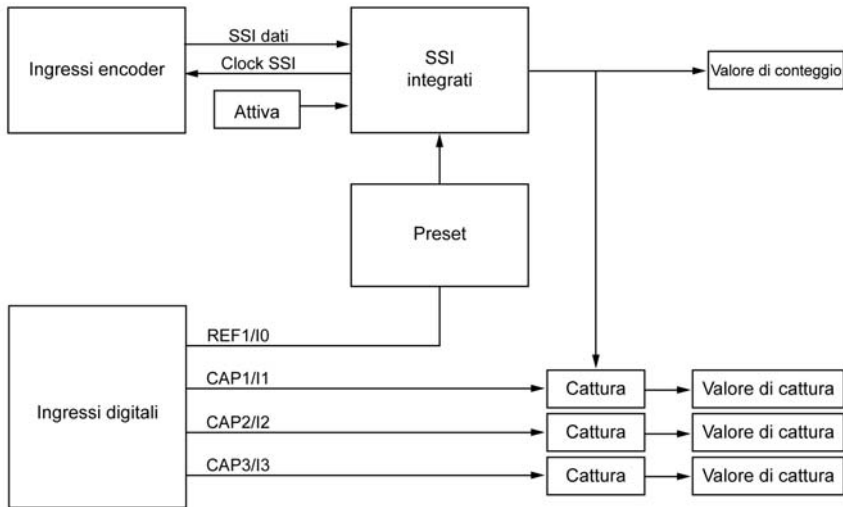 Ingressi encoder
SSI dati
Clock SSI
Attiva
SSI
integrati
Valore di conteggio
Preset
Ingressi digitali
REF1/I0
CAP1/I1
Cattura
Valore di cattura
CAP2/I2
Cattura
Valore di cattura
CAP3/I3
Cattura
Valore di cattura